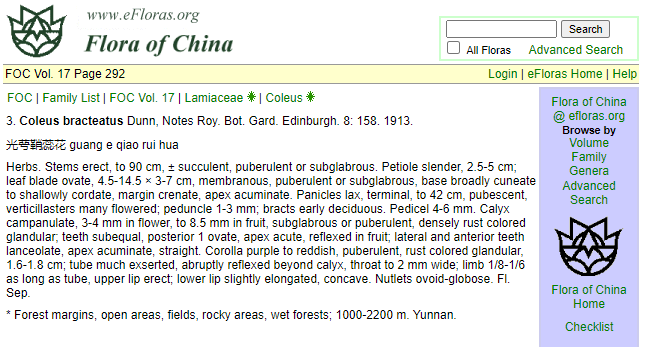 www.eFloras.org
Flora of China
Search
All Floras Advanced Search
FOC Vol. 17 Page 292
Login | eFloras Home | Help
FOC | Family List | FOC Vol. 17 | Lamiaceae | Coleus
3. Coleus bracteatus Dunn, Notes Roy. Bot. Gard. Edinburgh. 8: 158. 1913.
光萼鞘蕊花 guang e qiao rui hua
Herbs. Stems erect, to 90 cm, ± succulent, puberulent or subglabrous. Petiole slender, 2.5-5 cm;
leaf blade ovate, 4.5-14.5 × 3-7 cm, membranous, puberulent or subglabrous, base broadly cuneate
to shallowly cordate, margin crenate, apex acuminate. Panicles lax, terminal, to 42 cm, pubescent,
verticillasters many flowered; peduncle 1-3 mm; bracts early deciduous. Pedicel 4-6 mm. Calyx
campanulate, 3-4 mm in flower, to 8.5 mm in fruit, subglabrous or puberulent, densely rust colored
glandular; teeth subequal, posterior 1 ovate, apex acute, reflexed in fruit; lateral and anterior teeth
lanceolate, apex acuminate, straight. Corolla purple to reddish, puberulent, rust colored glandular,
1.6-1.8 cm; tube much exserted, abruptly reflexed beyond calyx, throat to 2 mm wide; limb 1/8-1/6
as long as tube, upper lip erect; lower lip slightly elongated, concave. Nutlets ovoid-globose. Fl.
Sep.
* Forest margins, open areas, fields, rocky areas, wet forests; 1000-2200 m. Yunnan.
Flora of China
@ efloras.org
Browse by
Volume
Family
Genera
Advanced
Search
Flora of China
Home
Checklist